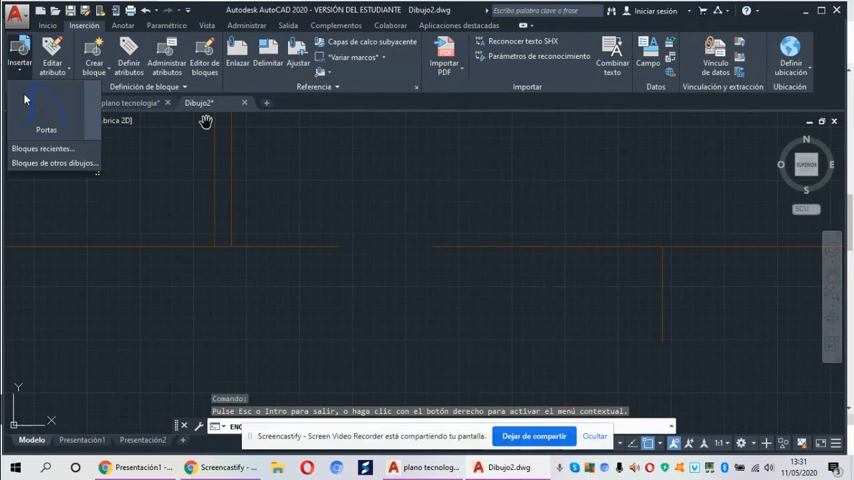 Autodesk AutoCAD 2020 - VERSIÓN DEL ESTUDIANTE Dibujo2.dwg
Escriba palabra clave o frase
Iniciar sesión
Inicio Inserción Anotar Paramétrico Vista Administrar Salida Complementos Colaborar Aplicaciones destacadas
Insertar
Editar atributo
Crear bloque
Definir atributos
Administrar atributos
Editor de bloques
Enlazar
Delimitar
Ajustar
Capas de calco subyacente
*Varias marcos*
Importar PDF
Reconocer texto SHX
Parámetros de reconocimiento
Combinar texto
Campo
Definir ubicación
Definición de bloque
Referencia
Importar
Datos
Vinculación y extracción
Ubicación
plano tecnologia*
Dibujo2*
Portas
Bloques recientes...
Bloques de otros dibujos...
N
O
SUPERIOR
E
S
SCU
Y
X
Comando:
Pulse Esc o Intro para salir, o haga clic con el botón derecho para activar el menú contextual.
Screencastify - Screen Video Recorder está compartiendo tu pantalla.
Dejar de compartir
Ocultar
Modelo Presentación1 Presentación2
1:1
Presentación1 - ...
Screencastify - ...
plano tecnolog...
Dibujo2.dwg
13:31
11/05/2020
3